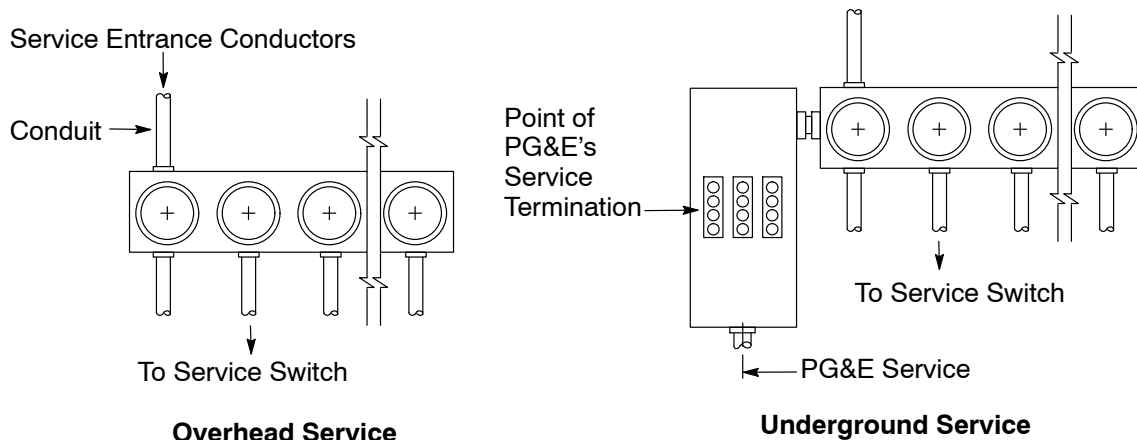 Service Entrance Conductors
Conduit
To Service Switch
Overhead Service
Point of
PG&E's
Service
Termination
To Service Switch
PG&E Service
Underground Service